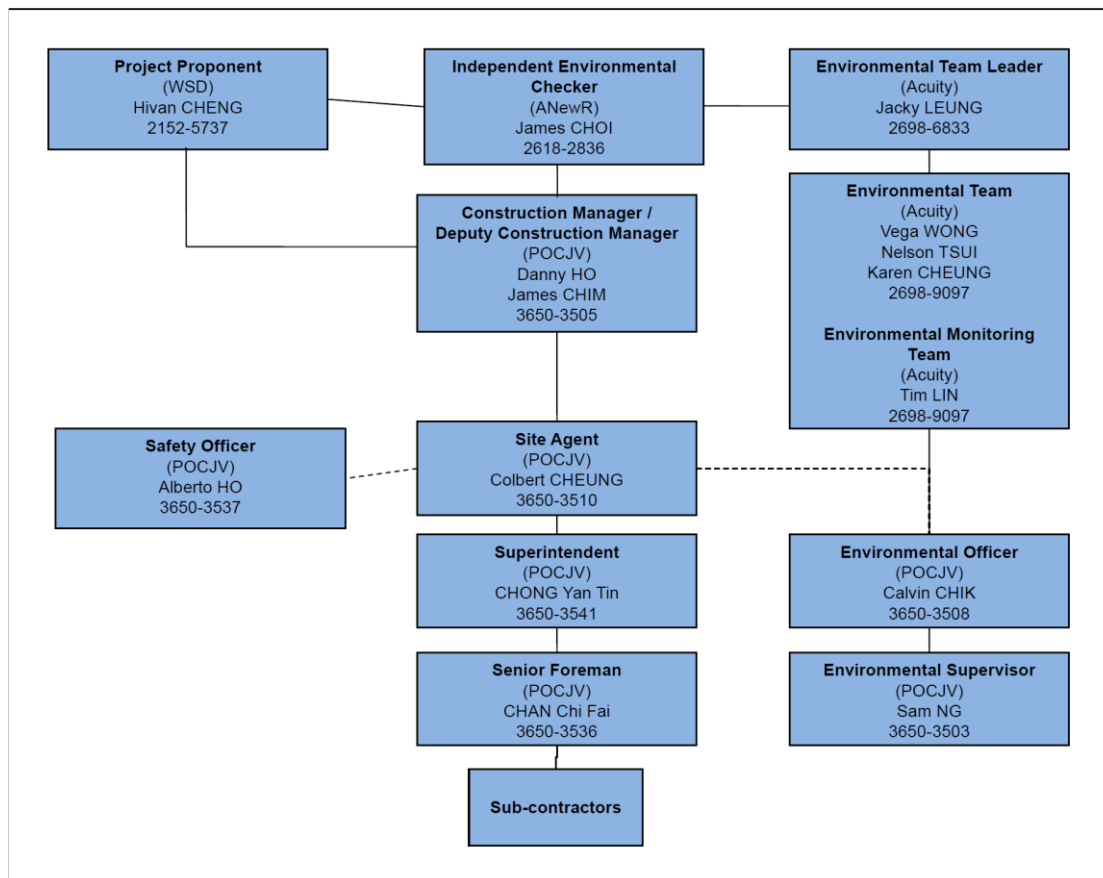 Project Proponent
(WSD)
Hivan CHENG
2152-5737
Independent Environmental
Checker
(ANewR)
James CHOI
2618-2836
Environmental Team Leader
(Acuity)
Jacky LEUNG
2698-6833
Construction Manager /
Deputy Construction Manager
(POCJV)
Danny HO
James CHIM
3650-3505
Environmental Team
(Acuity)
Vega WONG
Nelson TSUI
Karen CHEUNG
2698-9097
Environmental Monitoring
Team
(Acuity)
Tim LIN
2698-9097
Safety Officer
(POCJV)
Alberto HO
3650-3537
Site Agent
(POCJV)
Colbert CHEUNG
3650-3510
Superintendent
(POCJV)
CHONG Yan Tin
3650-3541
Environmental Officer
(POCJV)
Calvin CHIK
3650-3508
Senior Foreman
(POCJV)
CHAN Chi Fai
3650-3536
Environmental Supervisor
(POCJV)
Sam NG
3650-3503
Sub-contractors